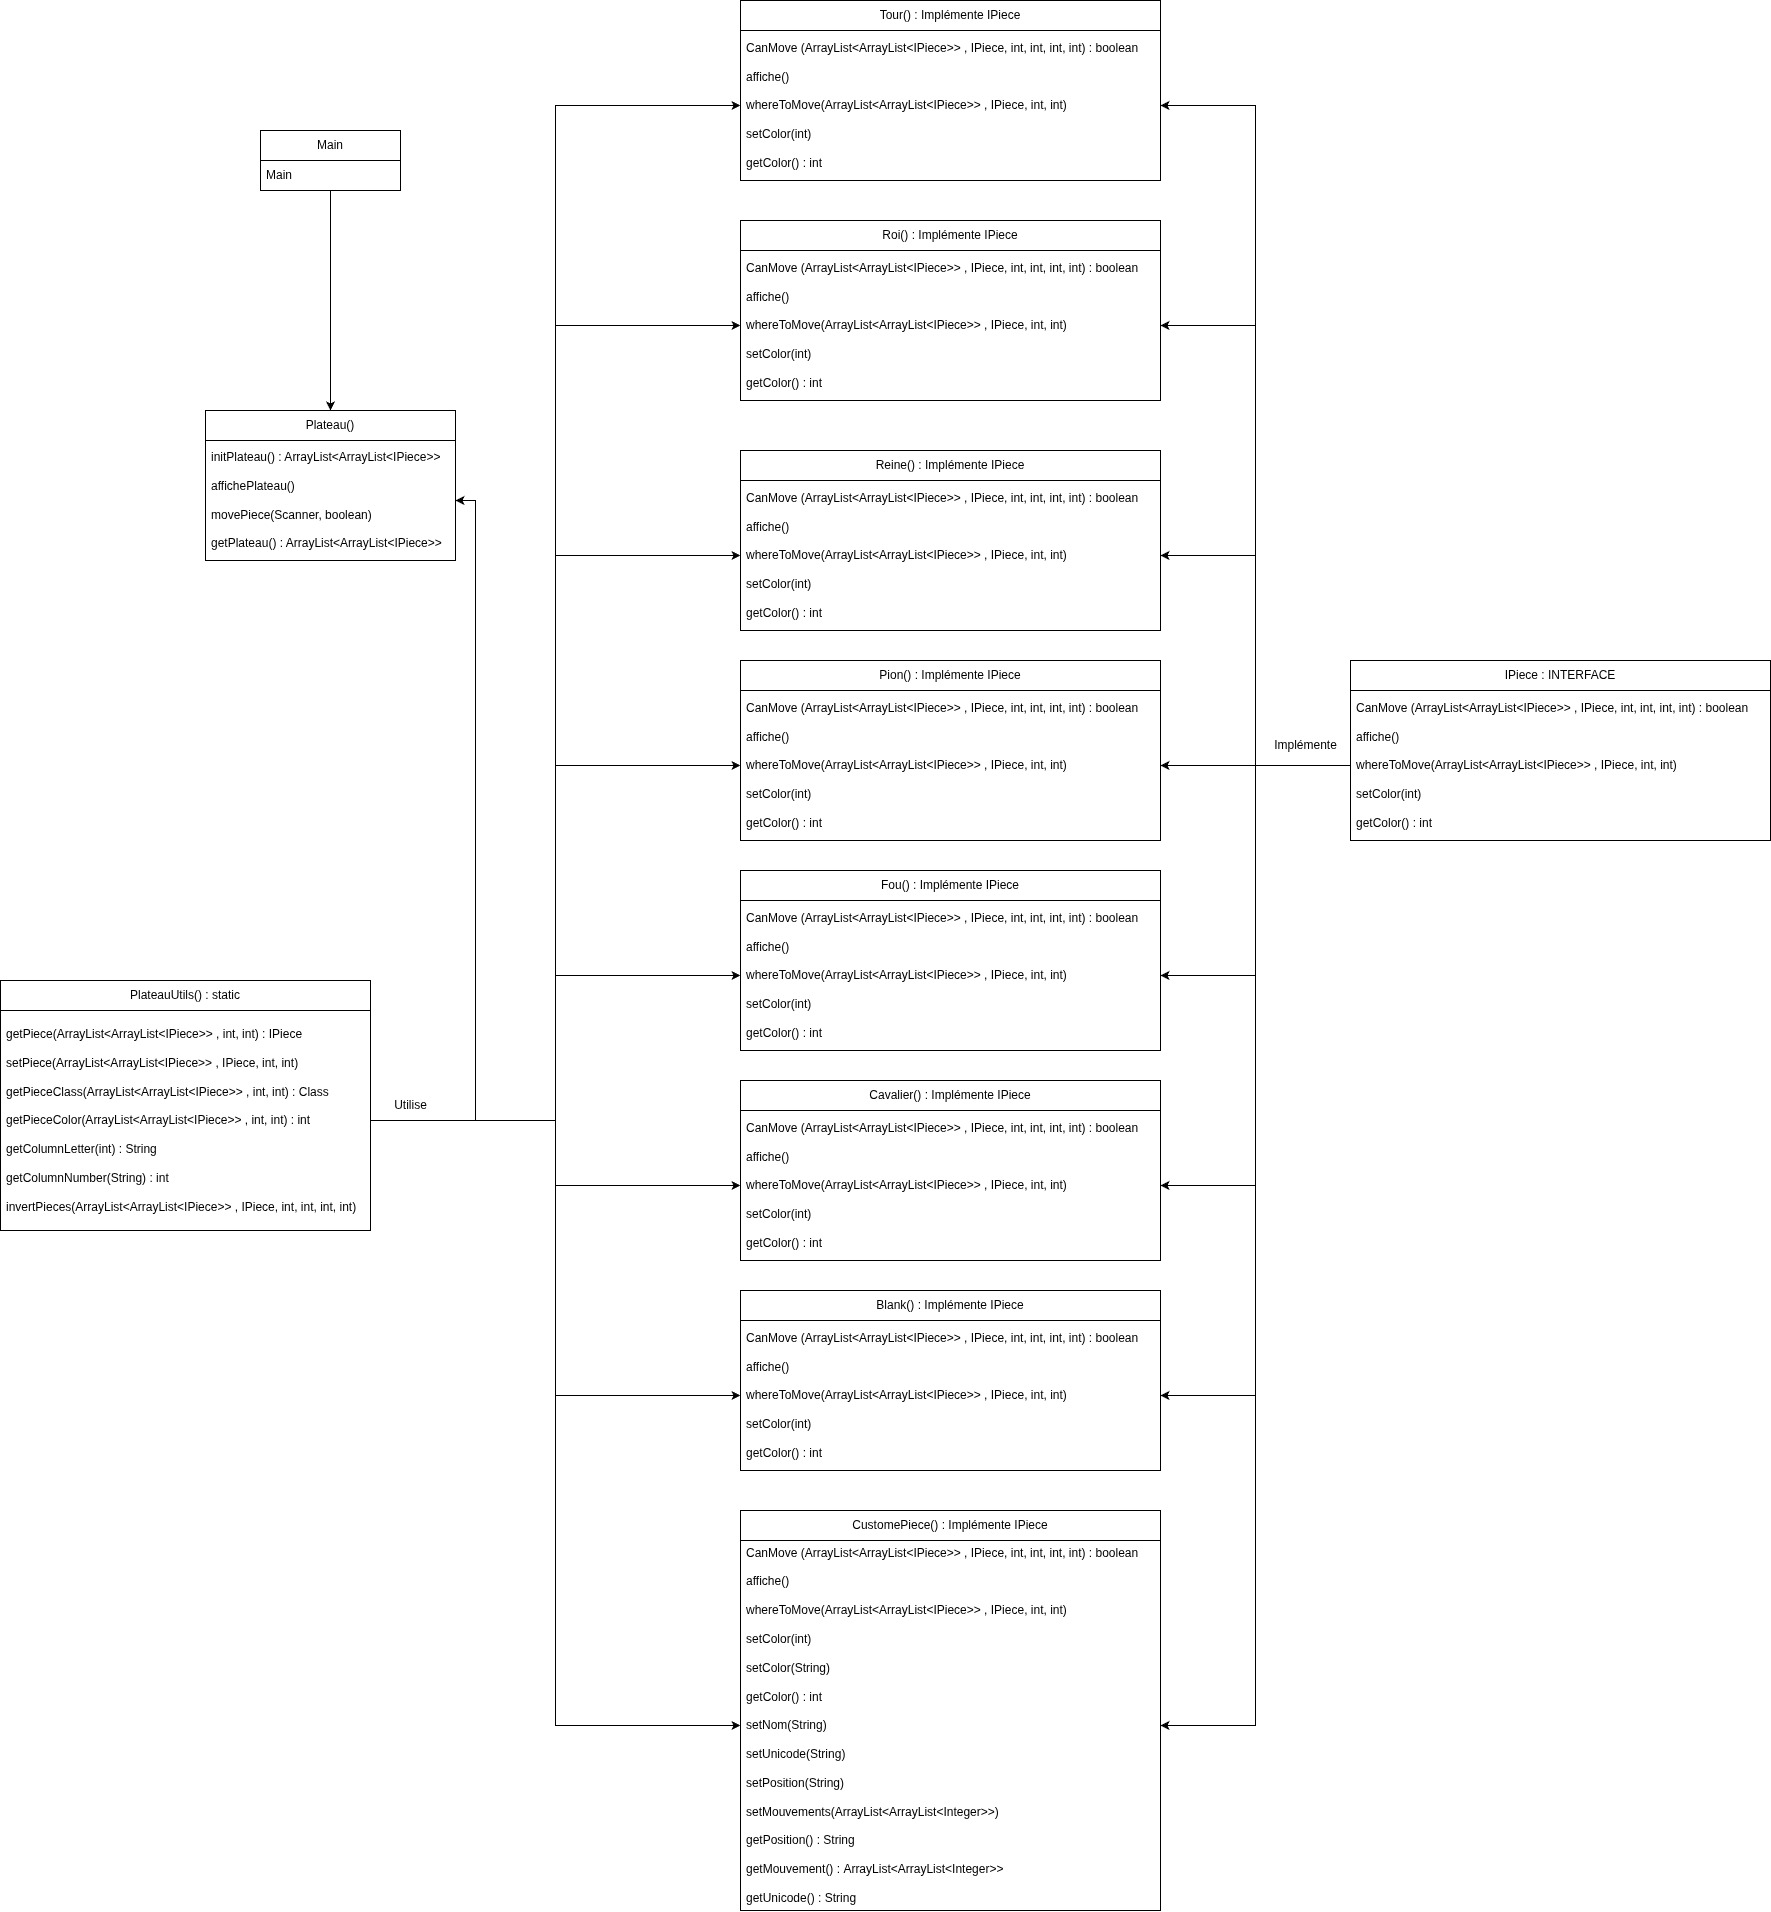 Main
Main
Plateau()
initPlateau() : ArrayList<ArrayList<IPiece>>
affichePlateau()
movePiece(Scanner, boolean)
getPlateau() : ArrayList<ArrayList<IPiece>>
PlateauUtils() : static
getPiece(ArrayList<ArrayList<IPiece>> , int, int) : IPiece
setPiece(ArrayList<ArrayList<IPiece>> , IPiece, int, int)
getPieceClass(ArrayList<ArrayList<IPiece>> , int, int) : Class
getPieceColor(ArrayList<ArrayList<IPiece>> , int, int) : int
getColumnLetter(int) : String
getColumnNumber(String) : int
invertPieces(ArrayList<ArrayList<IPiece>> , IPiece, int, int, int, int)
Utilise
Tour() : Implémente IPiece
CanMove (ArrayList<ArrayList<IPiece>> , IPiece, int, int, int, int) : boolean
affiche()
whereToMove(ArrayList<ArrayList<IPiece>> , IPiece, int, int)
setColor(int)
getColor() : int
Roi() : Implémente IPiece
CanMove (ArrayList<ArrayList<IPiece>> , IPiece, int, int, int, int) : boolean
affiche()
whereToMove(ArrayList<ArrayList<IPiece>> , IPiece, int, int)
setColor(int)
getColor() : int
Reine() : Implémente IPiece
CanMove (ArrayList<ArrayList<IPiece>> , IPiece, int, int, int, int) : boolean
affiche()
whereToMove(ArrayList<ArrayList<IPiece>> , IPiece, int, int)
setColor(int)
getColor() : int
Pion() : Implémente IPiece
CanMove (ArrayList<ArrayList<IPiece>> , IPiece, int, int, int, int) : boolean
affiche()
whereToMove(ArrayList<ArrayList<IPiece>> , IPiece, int, int)
setColor(int)
getColor() : int
Fou() : Implémente IPiece
CanMove (ArrayList<ArrayList<IPiece>> , IPiece, int, int, int, int) : boolean
affiche()
whereToMove(ArrayList<ArrayList<IPiece>> , IPiece, int, int)
setColor(int)
getColor() : int
Cavalier() : Implémente IPiece
CanMove (ArrayList<ArrayList<IPiece>> , IPiece, int, int, int, int) : boolean
affiche()
whereToMove(ArrayList<ArrayList<IPiece>> , IPiece, int, int)
setColor(int)
getColor() : int
Blank() : Implémente IPiece
CanMove (ArrayList<ArrayList<IPiece>> , IPiece, int, int, int, int) : boolean
affiche()
whereToMove(ArrayList<ArrayList<IPiece>> , IPiece, int, int)
setColor(int)
getColor() : int
CustomePiece() : Implémente IPiece
CanMove (ArrayList<ArrayList<IPiece>> , IPiece, int, int, int, int) : boolean
affiche()
whereToMove(ArrayList<ArrayList<IPiece>> , IPiece, int, int)
setColor(int)
setColor(String)
getColor() : int
setNom(String)
setUnicode(String)
setPosition(String)
setMouvements(ArrayList<ArrayList<Integer>>)
getPosition() : String
getMouvement() : ArrayList<ArrayList<Integer>>
getUnicode() : String
Implémente
IPiece : INTERFACE
CanMove (ArrayList<ArrayList<IPiece>> , IPiece, int, int, int, int) : boolean
affiche()
whereToMove(ArrayList<ArrayList<IPiece>> , IPiece, int, int)
setColor(int)
getColor() : int